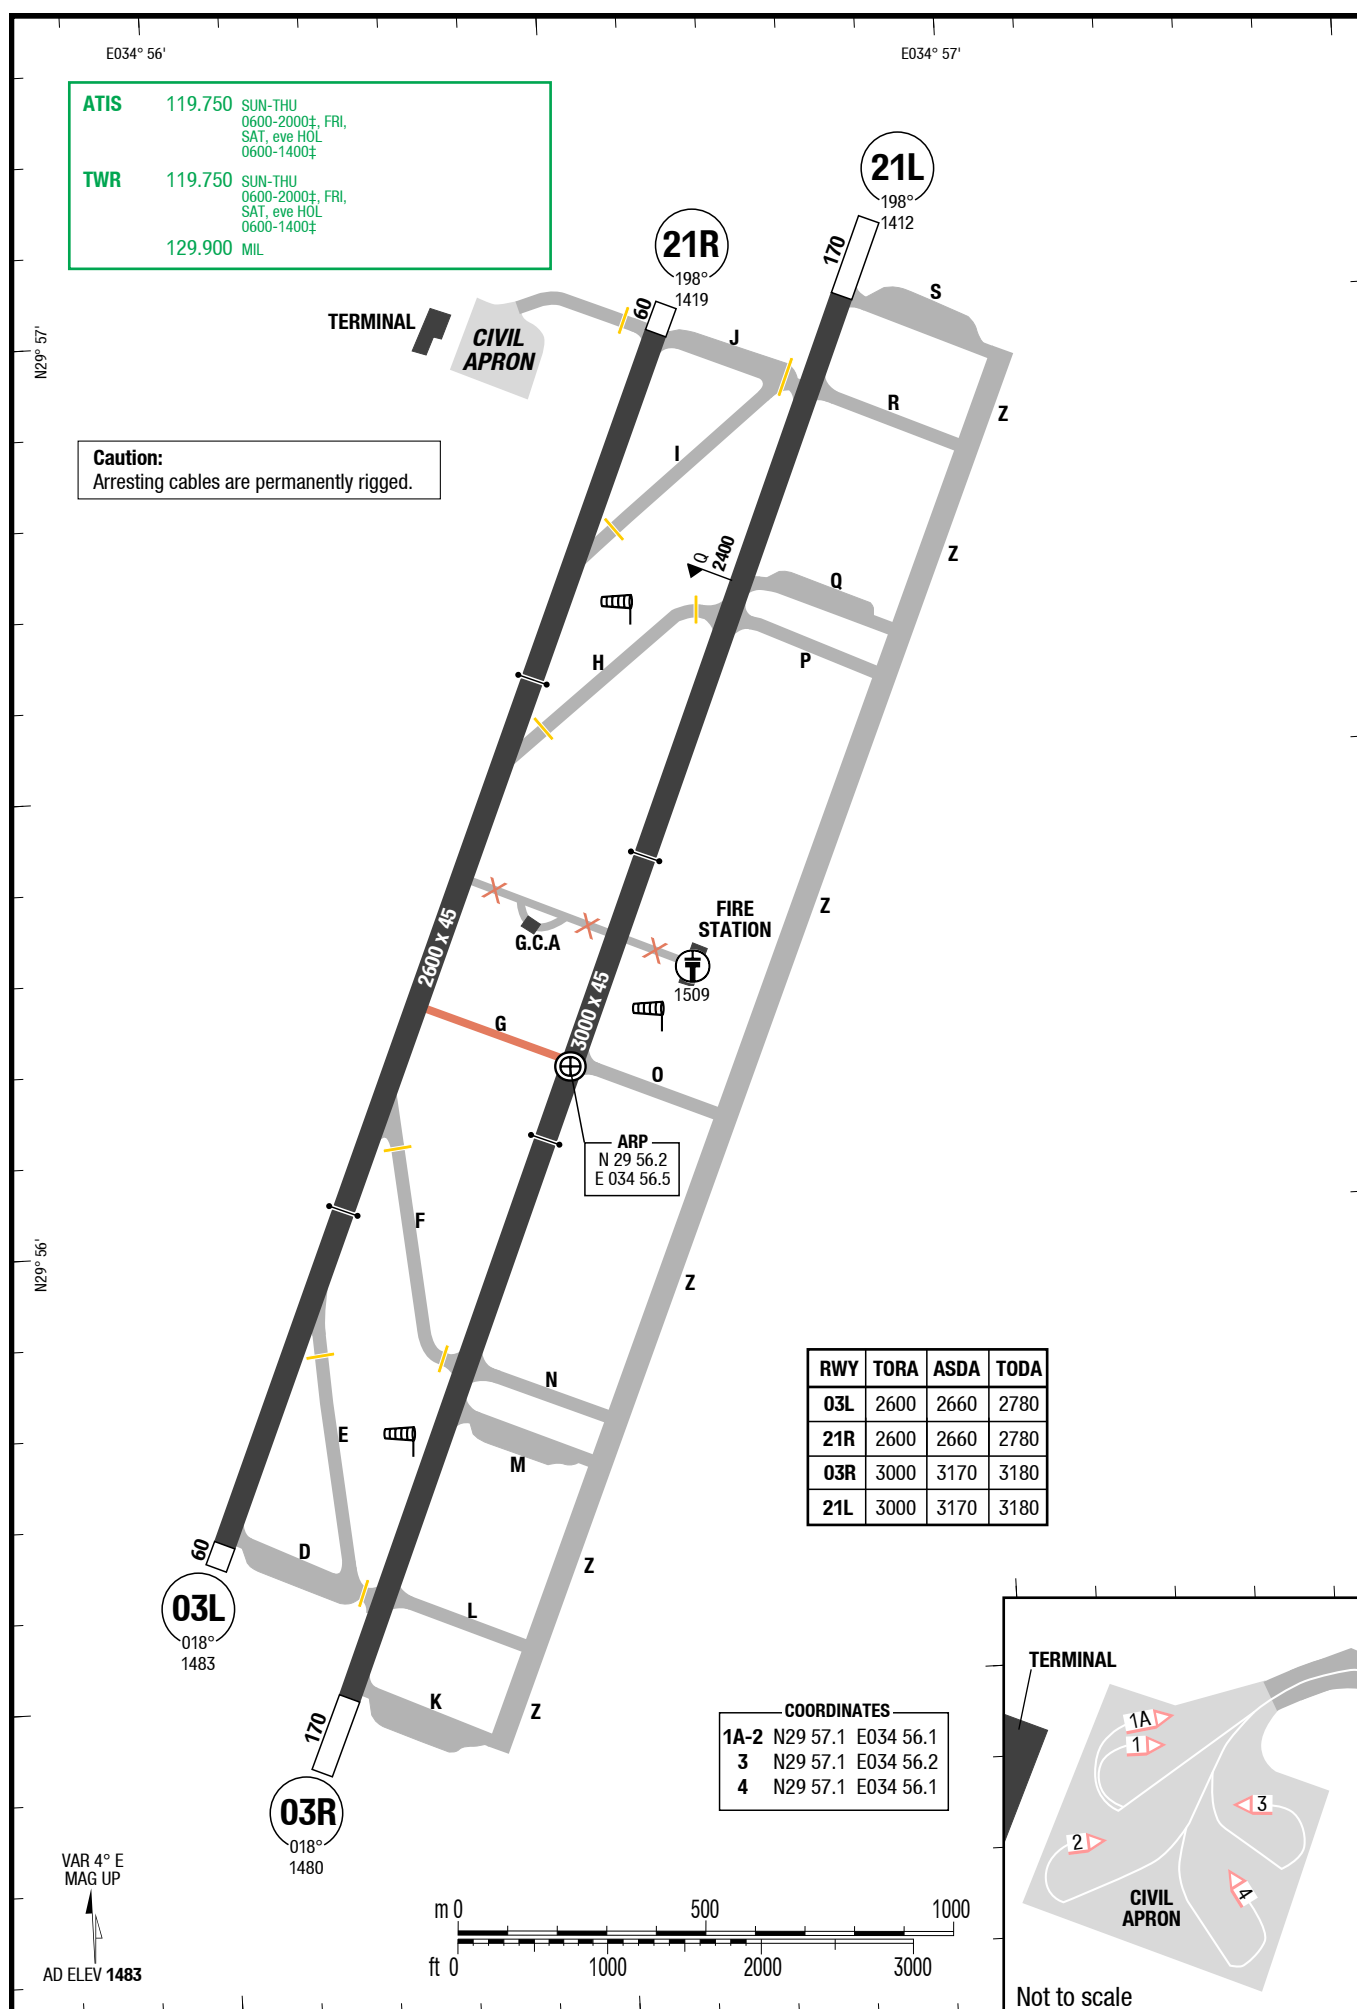 E034° 56'
E034° 57'
ATIS 119.750 SUN-THU
0600-2000‡, FRI,
SAT, eve HOL
0600-1400‡
TWR 119.750 SUN-THU
0600-2000‡, FRI,
SAT, eve HOL
0600-1400‡
129.900 MIL
21L
198°
1412
170
21R
198°
1419
60
S
TERMINAL
CIVIL
APRON
J
N29° 57'
R
Z
Caution:
Arresting cables are permanently rigged.
I
Q
2400
Z
Q
H
P
2600 x 45
FIRE
STATION
Z
G.C.A
1509
3000 x 45
G
O
ARP
N 29 56.2
E 034 56.5
F
N29° 56'
Z
N
E
M
RWY TORA ASDA TODA
03L 2600 2660 2780
21R 2600 2660 2780
03R 3000 3170 3180
21L 3000 3170 3180
60
D
Z
03L
018°
1483
L
K
Z
170
03R
018°
1480
COORDINATES
1A-2 N29 57.1 E034 56.1
3 N29 57.1 E034 56.2
4 N29 57.1 E034 56.1
TERMINAL
1A
1
3
2
4
CIVIL
APRON
Not to scale
VAR 4° E
MAG UP
AD ELEV 1483
m 0 500 1000
ft 0 1000 2000 3000